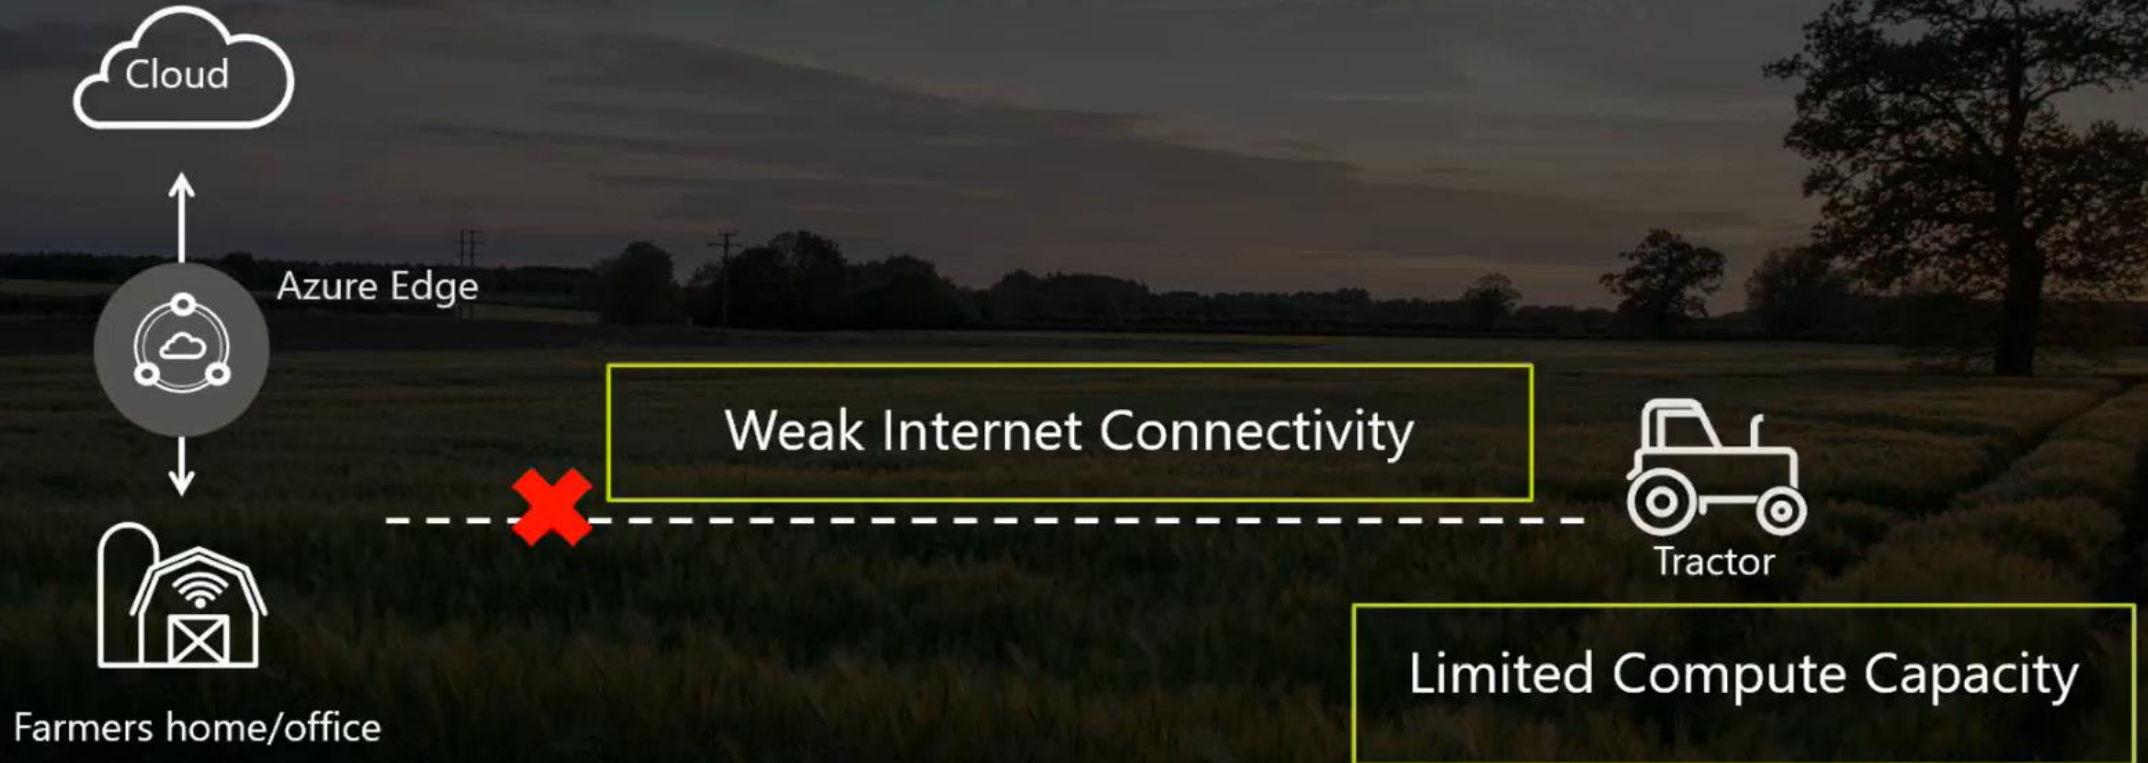 Cloud
Azure Edge
Weak Internet Connectivity
Tractor
Limited Compute Capacity
Farmers home/office